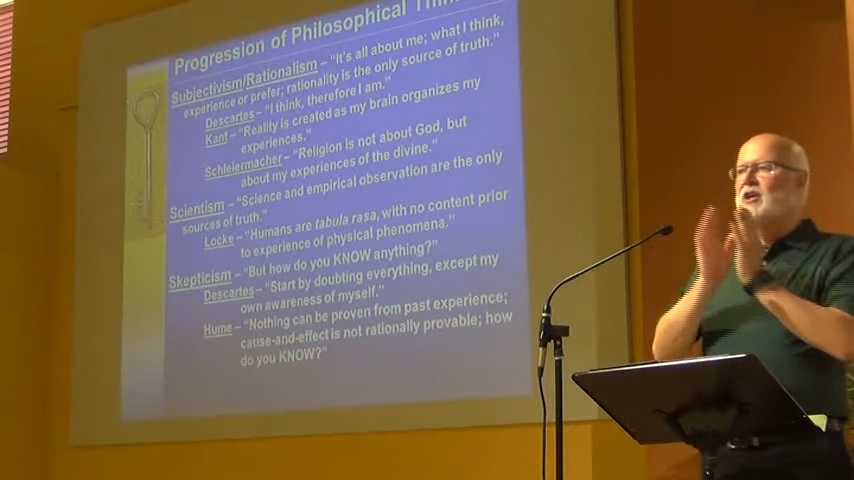 Progression of Philosophical
Subjectivism/Rationalism – "It's all about me; what I think,
experience or prefer; rationality is the only source of truth."
Descartes – "I think, therefore I am."
Kant – "Reality is created as my brain organizes my
experiences."
Schleiermacher – "Religion is not about God, but
about my experiences of the divine."
Scientism – "Science and empirical observation are the only
sources of truth."
Locke – "Humans are tabula rasa, with no content prior
to experience of physical phenomena."
Skepticism – "But how do you KNOW anything?"
Descartes – "Start by doubting everything, except my
own awareness of myself."
Hume – "Nothing can be proven from past experience;
cause-and-effect is not rationally provable; how
do you KNOW?"